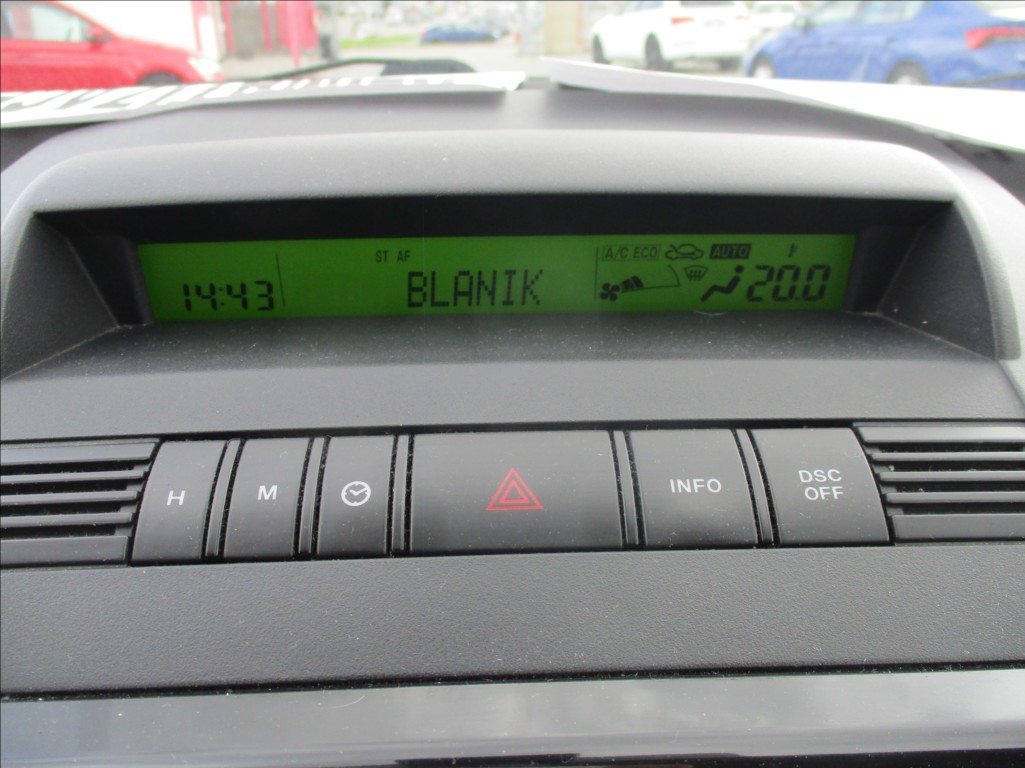 ST AF
A/C ECO AUTO
14:43 BLANIK 20.0
H M INFO DSC
OFF